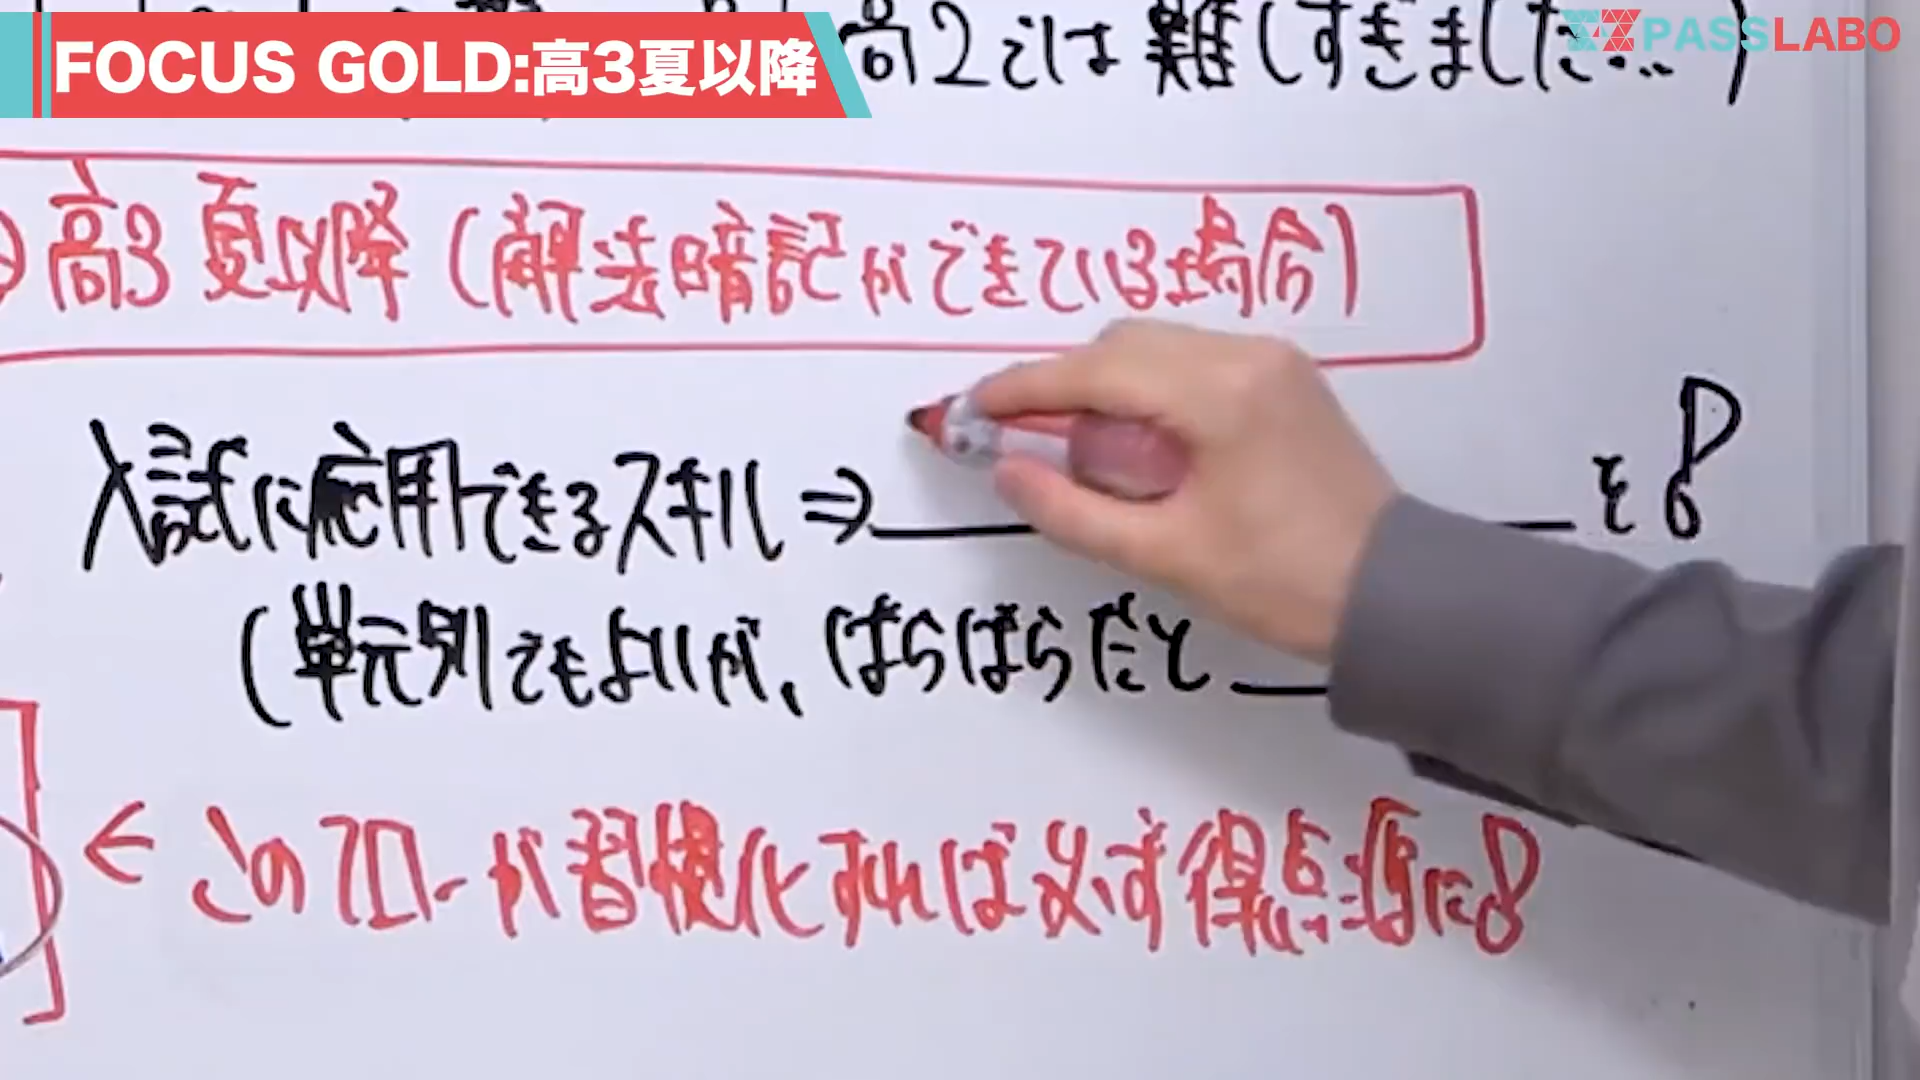 FOCUS GOLD:高3夏以降
高2では難しすぎました…)
PASSLABO
高3夏以降(解法暗記ができている場合)
入試に応用できるスキル⇒ を
(単元別でもよいが、ばらばらだと
←このフローが習慣化すれば必ず得点源に